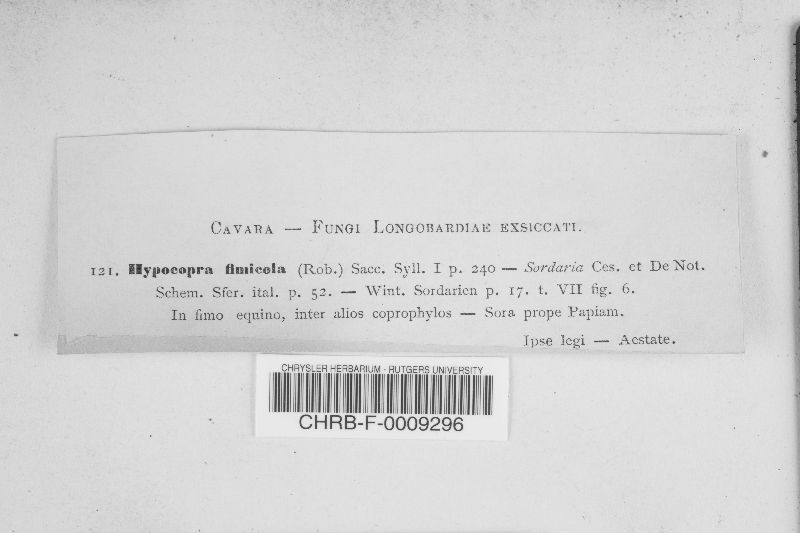 CAVARA — FUNGI LONGOBARDIAE EXSICCATI.
121. Hypocopra fimicola (Rob.) Sacc. Syll. I p. 240 — Sordaria Ces. et De Not.
Schem. Sfer. ital. p. 52. — Wint. Sordarien p. 17. t. VII fig. 6.
In fimo equino, inter alios coprophylos — Sora prope Papiam.
Ipse legi — Aestate.
CHRYSLER HERBARIUM - RUTGERS UNIVERSITY
CHRB-F-0009296